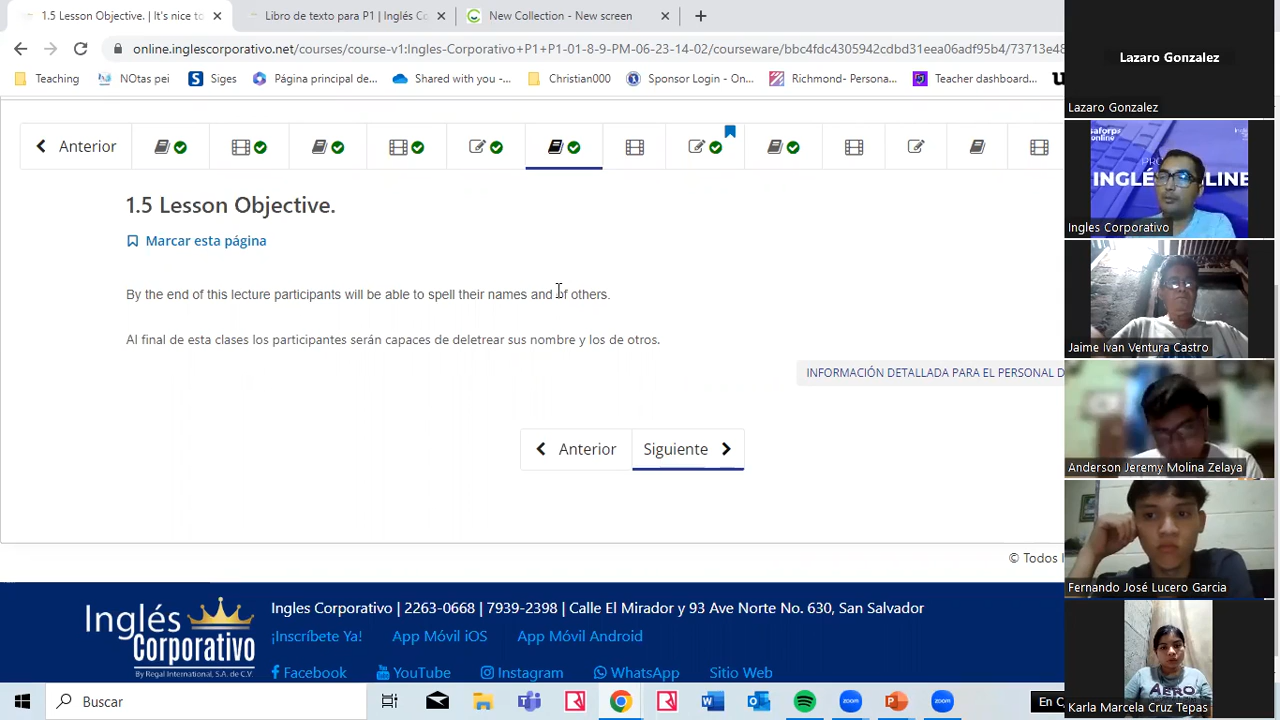 1.5 Lesson Objective. | It's nice to
Libro de texto para P1 | Inglés Co
New Collection - New screen
online.inglescorporativo.net/courses/course-v1:Ingles-Corporativo+P1+P1-01-8-9-PM-06-23-14-02/courseware/bbc4fdc4305942cdbd31eea06adf95b4/73713e48
Teaching
NOtas pei
Siges
Página principal de...
Shared with you -...
Christian000
Sponsor Login - On...
Richmond- Persona...
Teacher dashboard...
Anterior
1.5 Lesson Objective.
Marcar esta página
By the end of this lecture participants will be able to spell their names and of others.
Al final de esta clases los participantes serán capaces de deletrear sus nombre y los de otros.
INFORMACIÓN DETALLADA PARA EL PERSONAL D
Anterior
Siguiente
© Todos l
Inglés
Corporativo
By Regal International, S.A. de C.V.
Ingles Corporativo | 2263-0668 | 7939-2398 | Calle El Mirador y 93 Ave Norte No. 630, San Salvador
¡Inscríbete Ya!
App Móvil iOS
App Móvil Android
Facebook
YouTube
Instagram
WhatsApp
Sitio Web
Buscar
Lazaro Gonzalez
Lazaro Gonzalez
INGLÉ
LINE
Ingles Corporativo
Jaime Ivan Ventura Castro
Anderson Jeremy Molina Zelaya
Fernando José Lucero Garcia
AERO
Karla Marcela Cruz Tepas